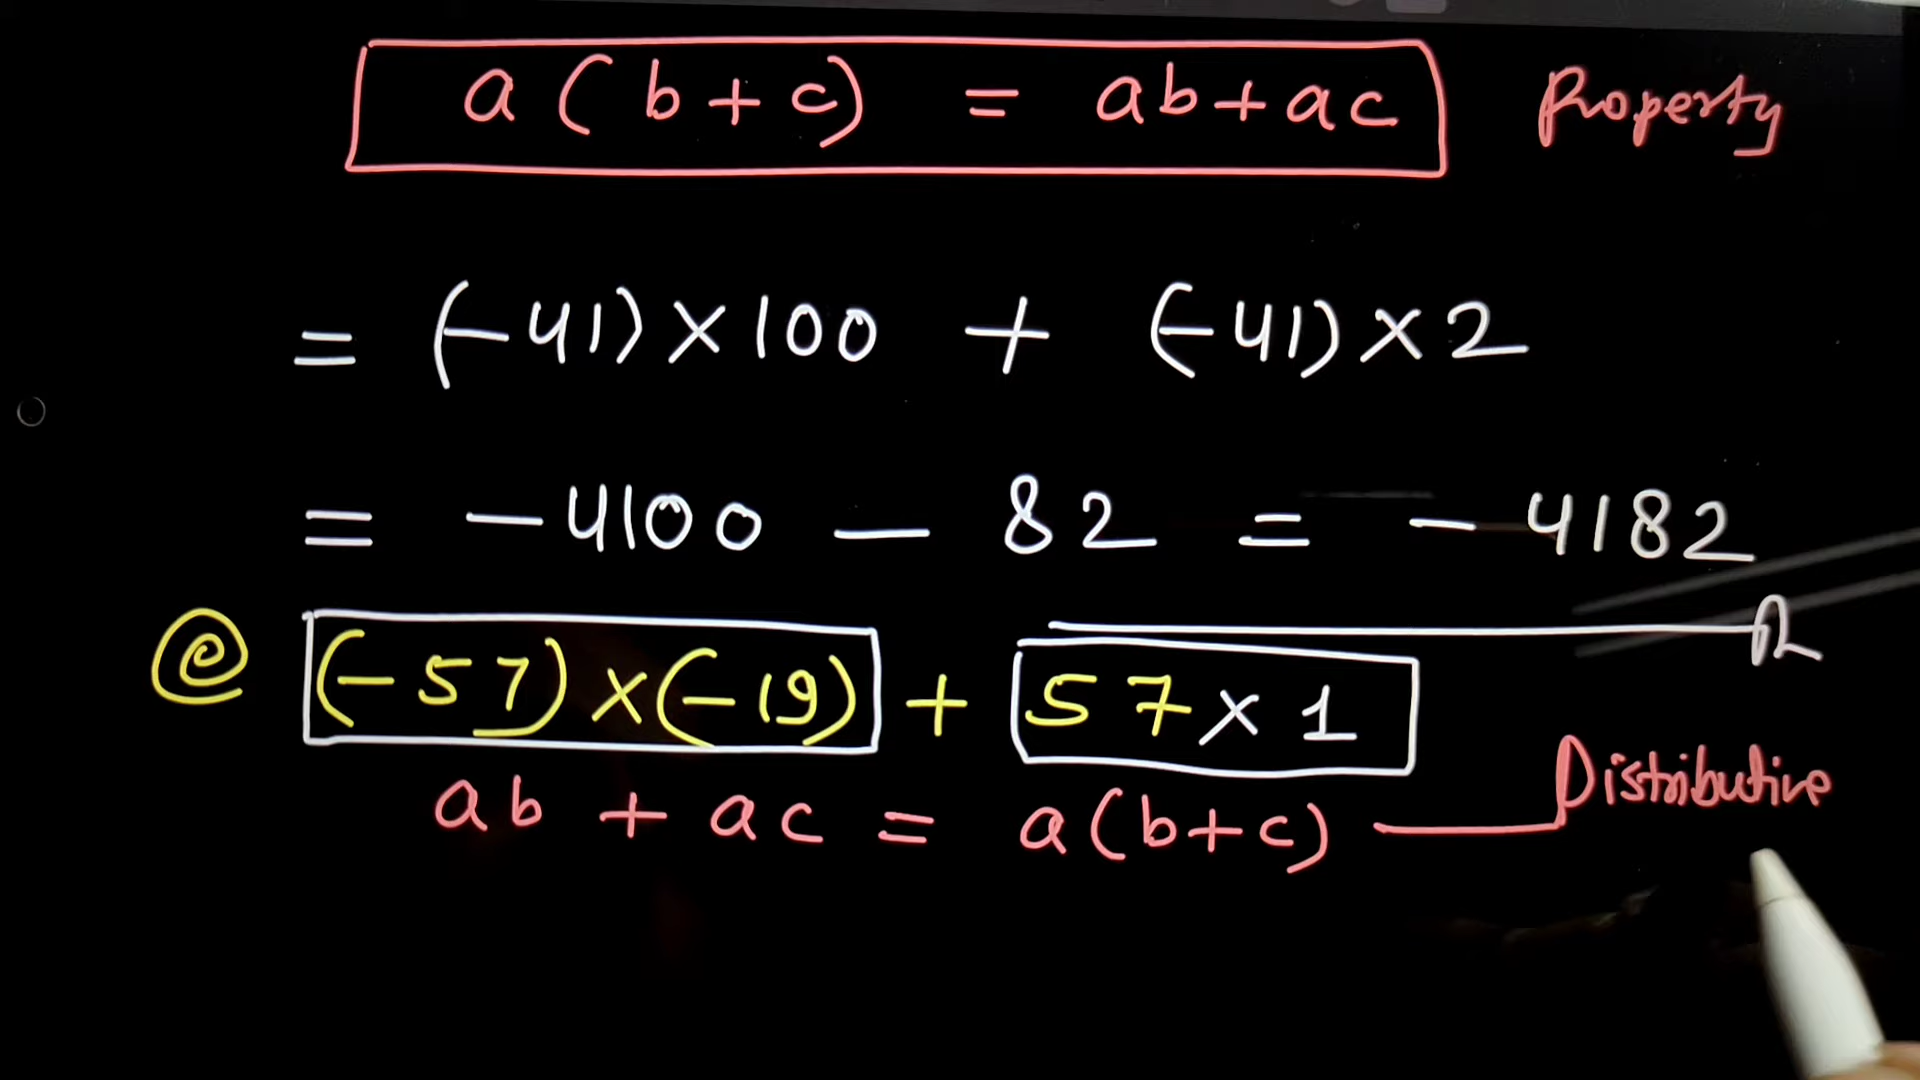 a(b+c) = ab+ac Property
= (-41)×100 + (-41)×2
= -4100 - 82 = -4182
e (-57)×(-19) + 57×1
ab + ac = a(b+c) Distributive